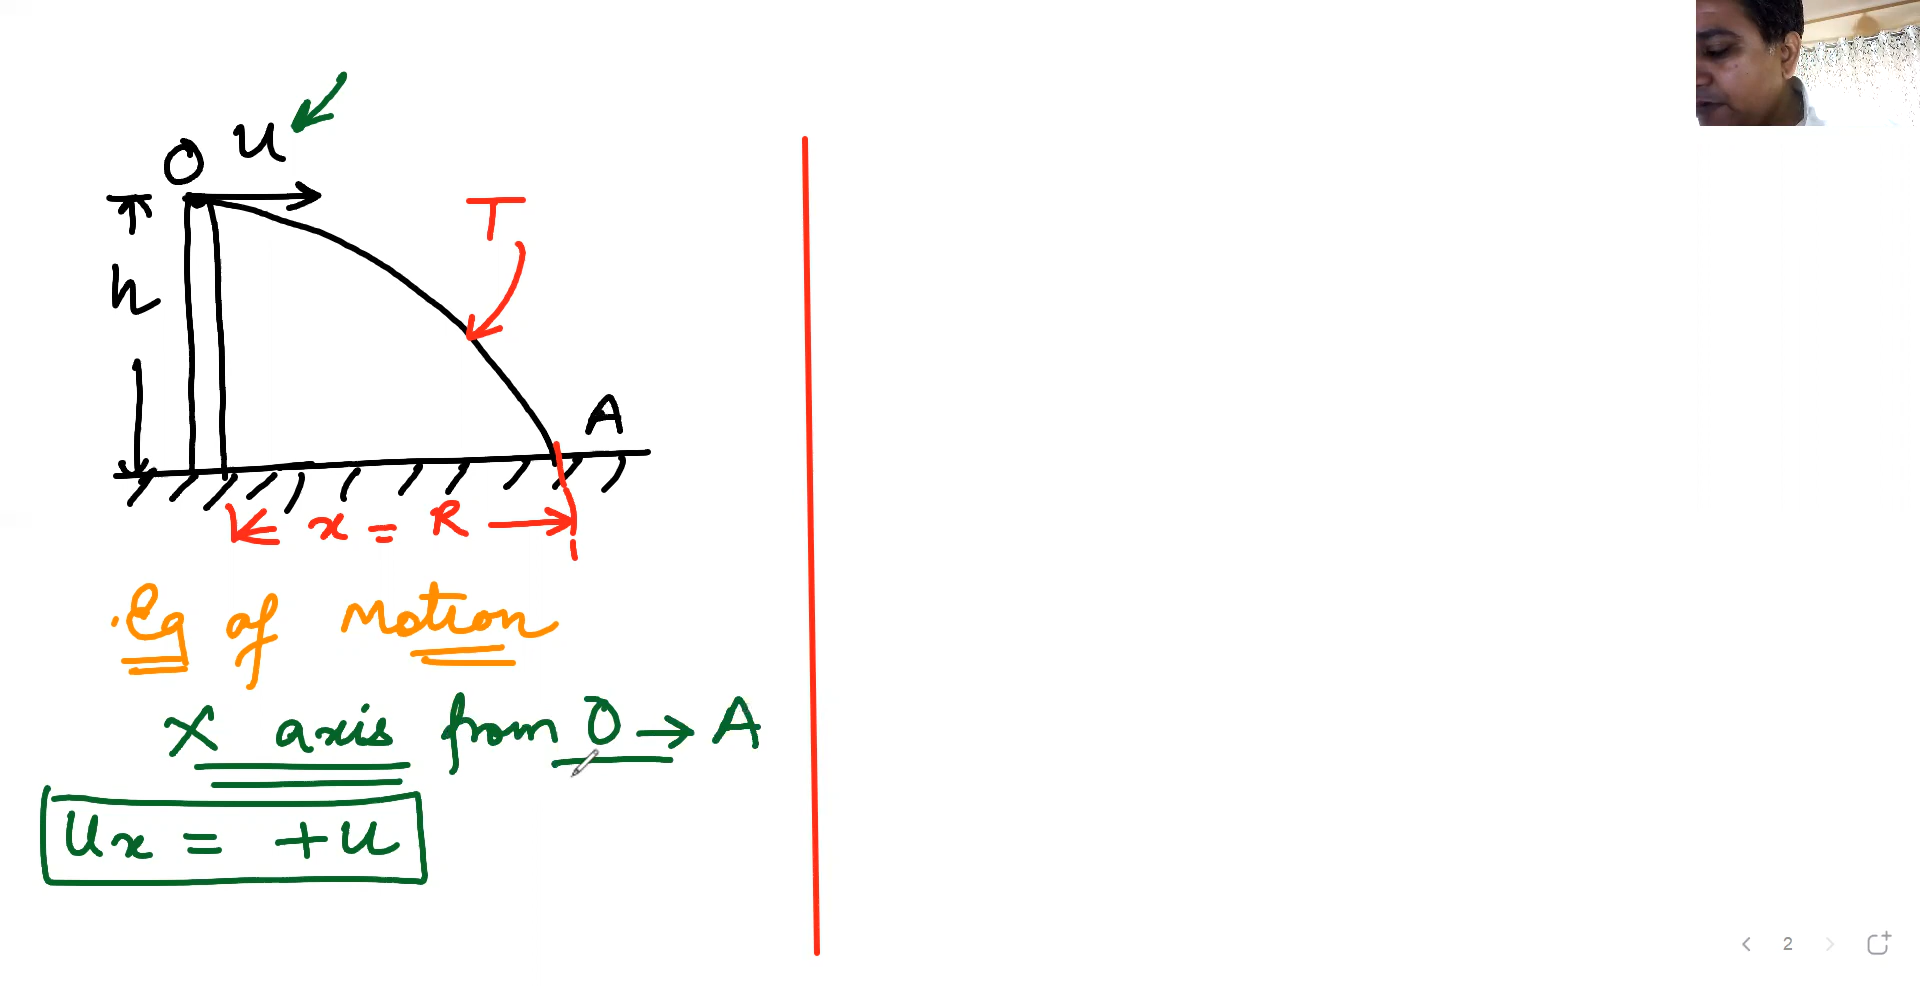 O u
T
h
A
x = R
.Eq of Motion
X axis from O → A
Ux = +u
2